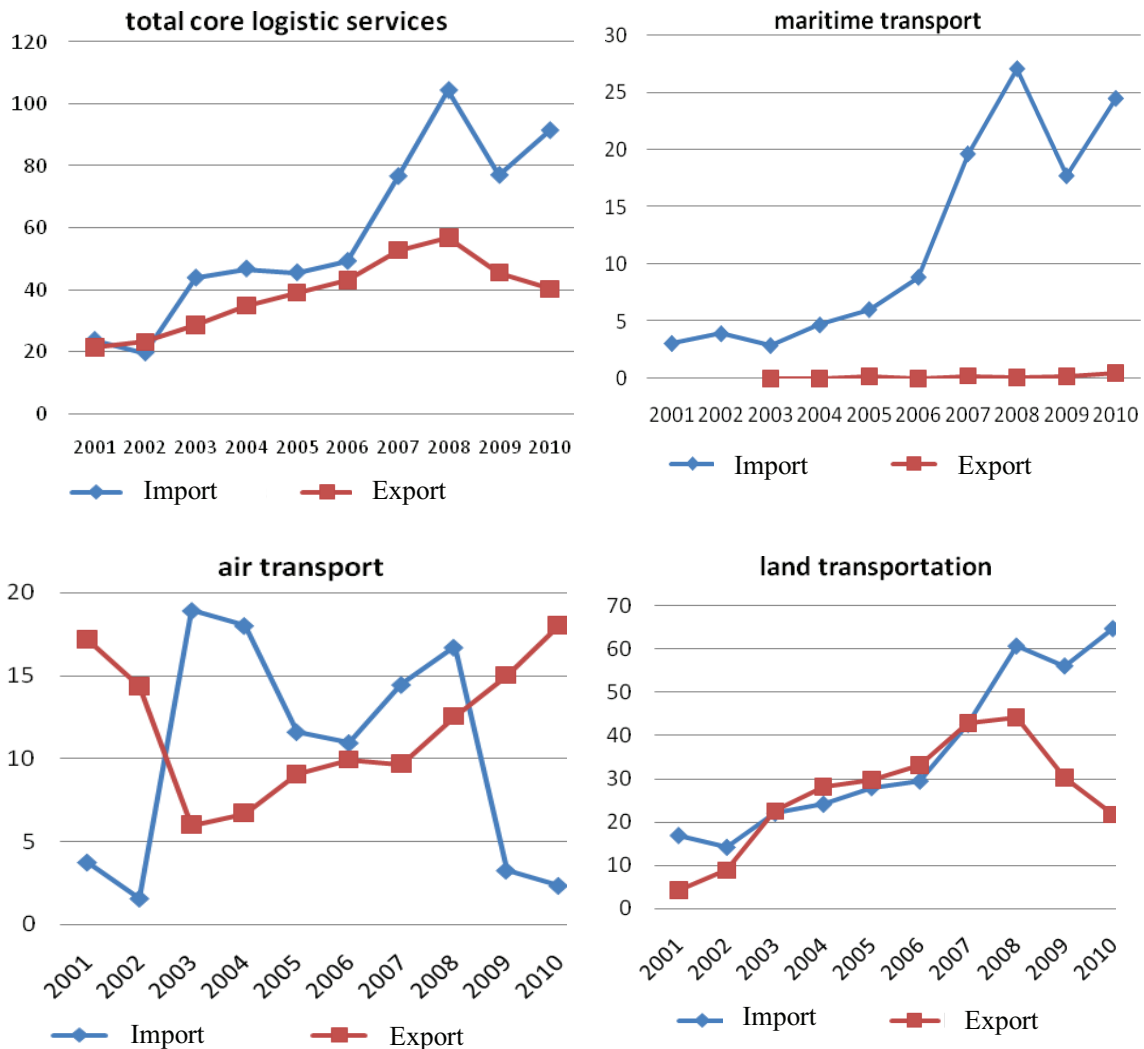 total core logistic services
120
100
80
60
40
20
0
2001 2002 2003 2004 2005 2006 2007 2008 2009 2010
Import Export
maritime transport
30
25
20
15
10
5
0
2001 2002 2003 2004 2005 2006 2007 2008 2009 2010
Import Export
air transport
20
15
10
5
0
2001 2002 2003 2004 2005 2006 2007 2008 2009 2010
Import Export
land transportation
70
60
50
40
30
20
10
0
2001 2002 2003 2004 2005 2006 2007 2008 2009 2010
Import Export